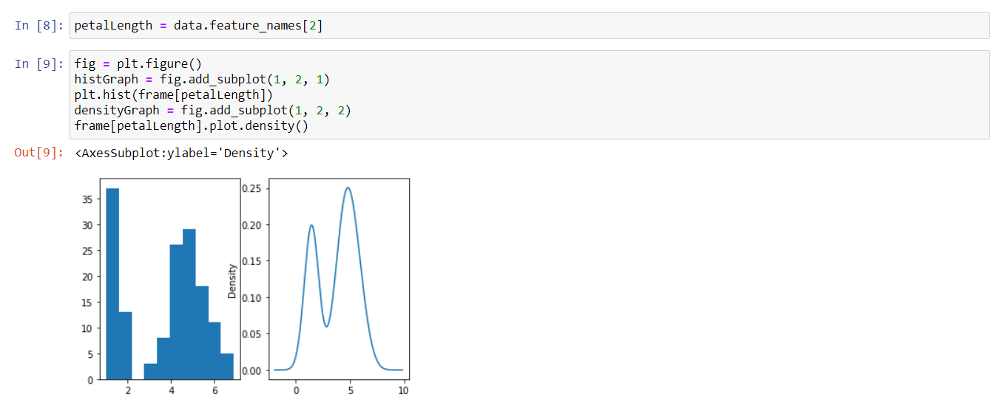 In [8]: petalLength = data.feature_names[2]
In [9]: fig = plt.figure()
histGraph = fig.add_subplot(1, 2, 1)
plt.hist(frame[petalLength])
densityGraph = fig.add_subplot(1, 2, 2)
frame[petalLength].plot.density()
Out[9]: <AxesSubplot:ylabel='Density'>
35
30
25
20
15
10
5
0
2 4 6
Density
0.25
0.20
0.15
0.10
0.05
0.00
0 5 10